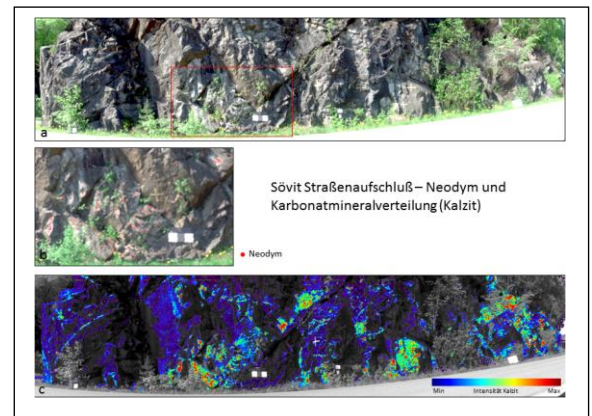 a
Sövit Straßenaufschluß – Neodym und
Karbonatmineralverteilung (Kalzit)
b
Neodym
C
Min Intensität Kalzit Max